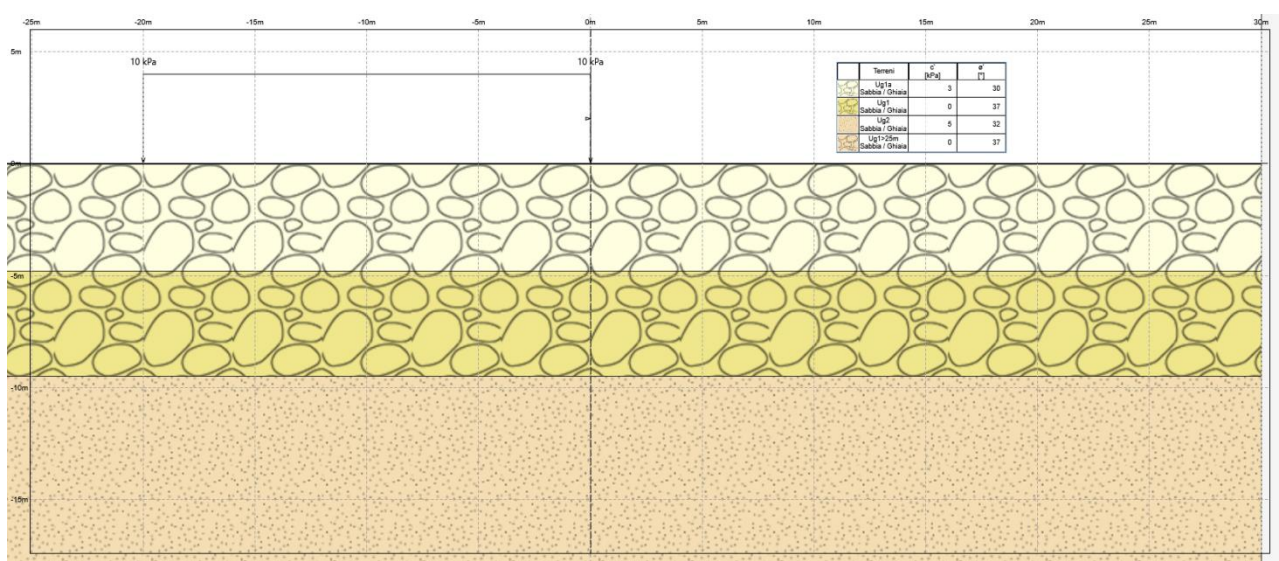 -25m -20m -15m -10m -5m 0m 5m 10m 15m 20m 25m 30m
5m
10 kPa 10 kPa
Terreni c' ø'
[kPa] [°]
Ug1a
Sabbia / Ghiaia 3 30
Ug1
Sabbia / Ghiaia 0 37
Ug2
Sabbia / Ghiaia 5 32
Ug1>25m
Sabbia / Ghiaia 0 37
0m
-5m
-10m
-15m